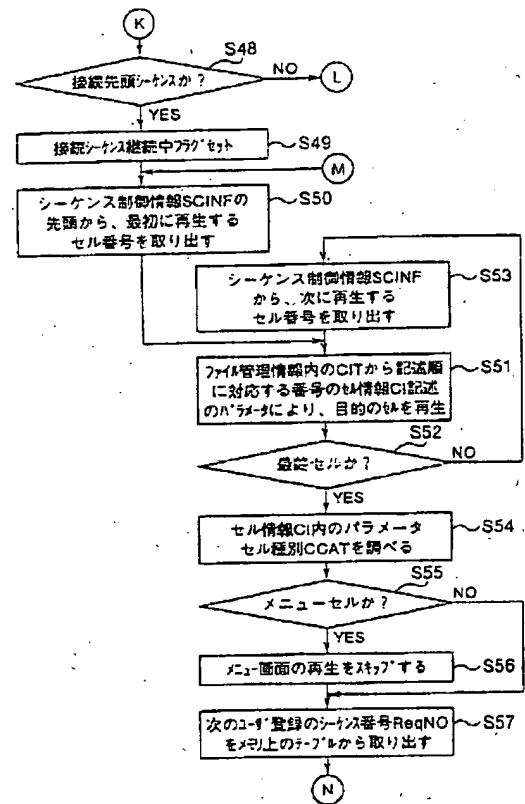 K
S48
接続先頭シーケンスか?
NO
L
YES
接続シーケンス継続中フラグセット
S49
M
シーケンス制御情報SCINFの
先頭から、最初に再生する
セル番号を取り出す
S50
シーケンス制御情報SCINF
から、次に再生する
セル番号を取り出す
S53
ファイル管理情報内のCITから記述順
に対応する番号のセル情報CI記述
のパラメータにより、目的のセルを再生
S51
S52
最終セルか?
NO
YES
セル情報CI内のパラメータ
セル種別CCATを調べる
S54
S55
メニューセルか?
NO
YES
メニュー画面の再生をスキップする
S56
次のユーザ登録のシーケンス番号ReqNO
をメモリ上のテーブルから取り出す
S57
N